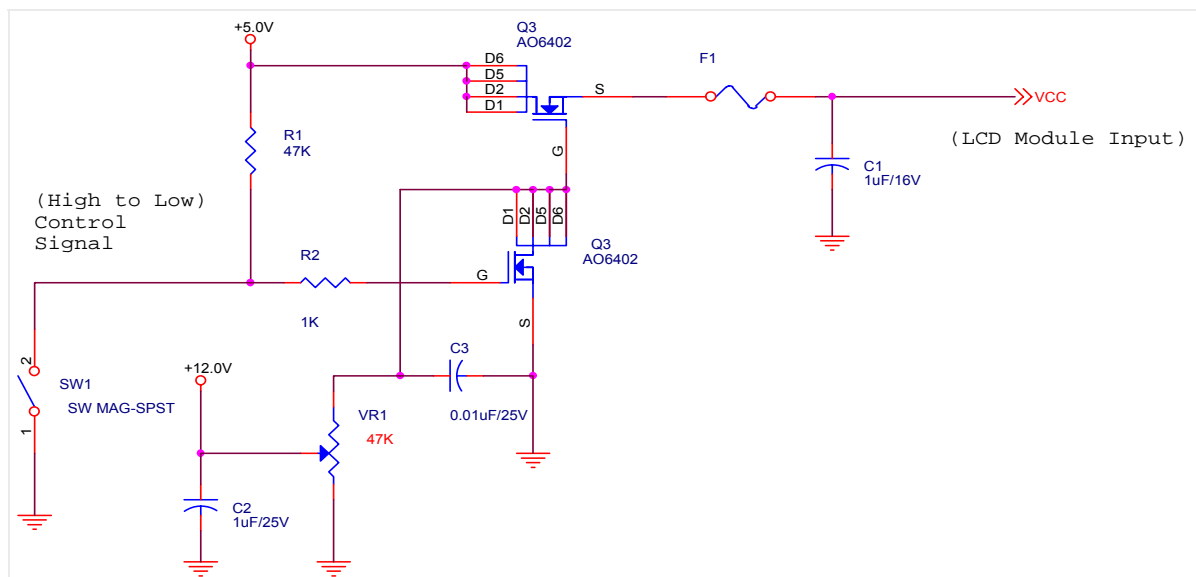 +5.0V
Q3
AO6402
D6
D5
D2
D1
S
G
F1
VCC
(LCD Module Input)
R1
47K
C1
1uF/16V
(High to Low)
Control
Signal
D1
D2
D5
D6
Q3
AO6402
R2
1K
G
S
+12.0V
C3
0.01uF/25V
2
SW1
SW MAG-SPST
1
VR1
47K
C2
1uF/25V